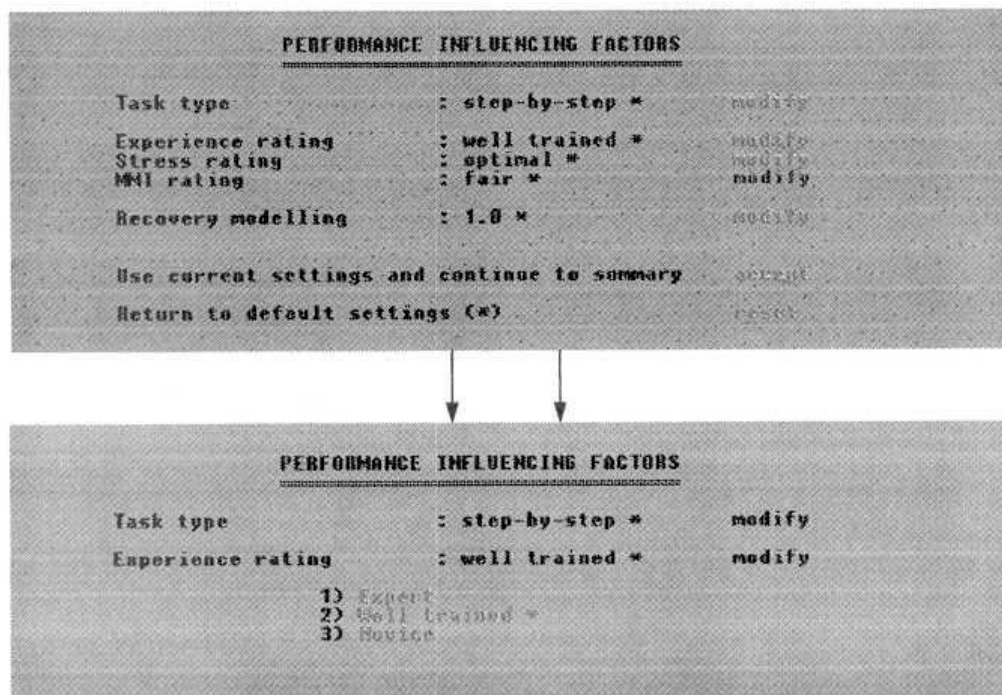 PERFORMANCE INFLUENCING FACTORS
Task type : step-by-step * modify
Experience rating : well trained * modify
Stress rating : optimal * modify
MMI rating : fair * modify
Recovery modelling : 1.0 * modify
Use current settings and continue to summary accept
Return to default settings (*) reset
PERFORMANCE INFLUENCING FACTORS
Task type : step-by-step * modify
Experience rating : well trained * modify
1) Expert
2) Well trained *
3) Novice